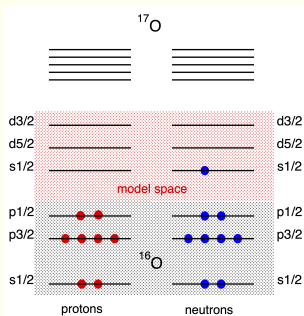 17O
d3/2 d3/2
d5/2 d5/2
s1/2 s1/2
model space
p1/2 p1/2
p3/2 p3/2
16O
s1/2 s1/2
protons neutrons